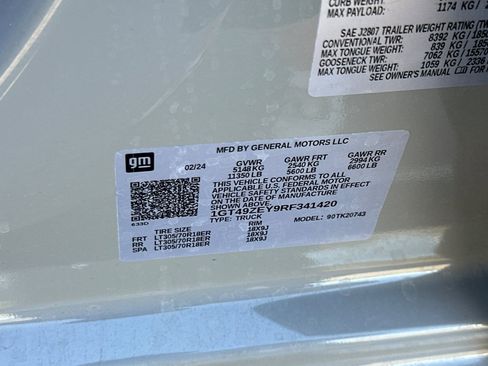 CURB WEIGHT
MAX PAYLOAD: 1174 KG /
SAE J2807 TRAILER WEIGHT RATING (TW
CONVENTIONAL TWR: 8392 KG / 1850
MAX TONGUE WEIGHT: 839 KG / 185
GOOSENECK TWR: 7062 KG / 15570
MAX TONGUE WEIGHT: 1059 KG / 2336
SEE OWNER'S MANUAL
MFD BY GENERAL MOTORS LLC
gm
02/24
GVWR GAWR FRT GAWR RR
5148 KG 2540 KG 2994 KG
11350 LB 5600 LB 6600 LB
THIS VEHICLE CONFORMS TO ALL
APPLICABLE U.S. FEDERAL MOTOR
VEHICLE SAFETY STANDARDS IN EFFECT
ON THE DATE OF MANUFACTURE
SHOWN ABOVE.
1GT49ZEY9RF341420
TYPE: TRUCK MODEL: 90TK20743
633D
TIRE SIZE RIM
FRT LT305/70R18ER 18X9J
RR LT305/70R18ER 18X9J
SPA LT305/70R18ER 18X9J